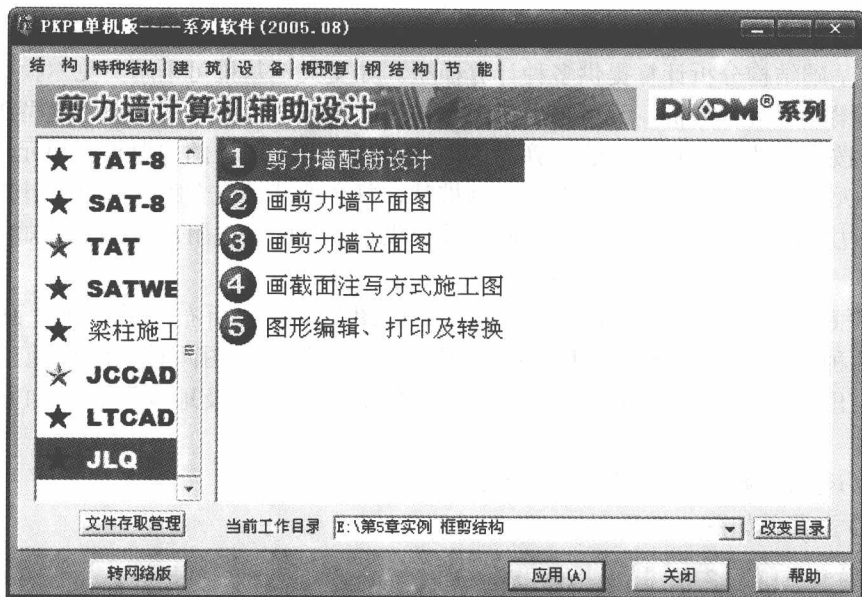 PKPM单机版----系列软件(2005.08)
结 构 特种结构 建 筑 设 备 概预算 钢 结 构 节 能
剪力墙计算机辅助设计 PKPM®系列
TAT-8
SAT-8
TAT
SATWE
梁柱施工
JCCAD
LTCAD
JLQ
1 剪力墙配筋设计
2 画剪力墙平面图
3 画剪力墙立面图
4 画截面注写方式施工图
5 图形编辑、打印及转换
文件存取管理 当前工作目录 E:\第5章实例 框剪结构 改变目录
转网络版 应用(A) 关闭 帮助